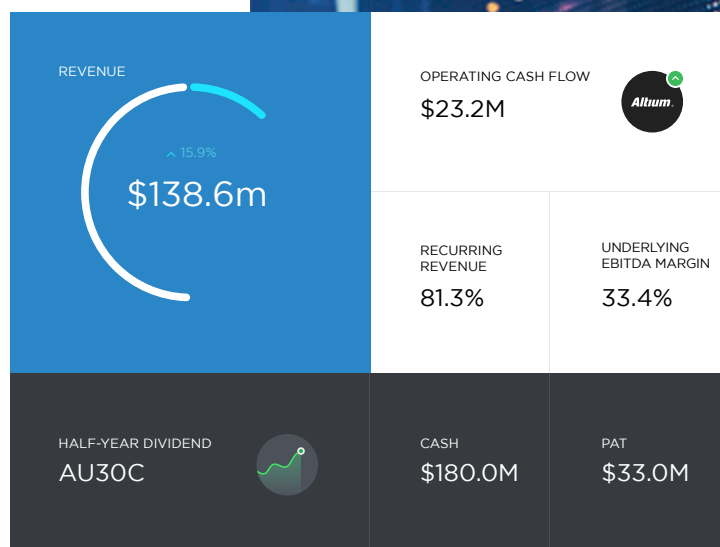 REVENUE
15.9%
$138.6m
OPERATING CASH FLOW
$23.2M
Altium.
RECURRING
REVENUE
81.3%
UNDERLYING
EBITDA MARGIN
33.4%
HALF-YEAR DIVIDEND
AU30C
CASH
$180.0M
PAT
$33.0M